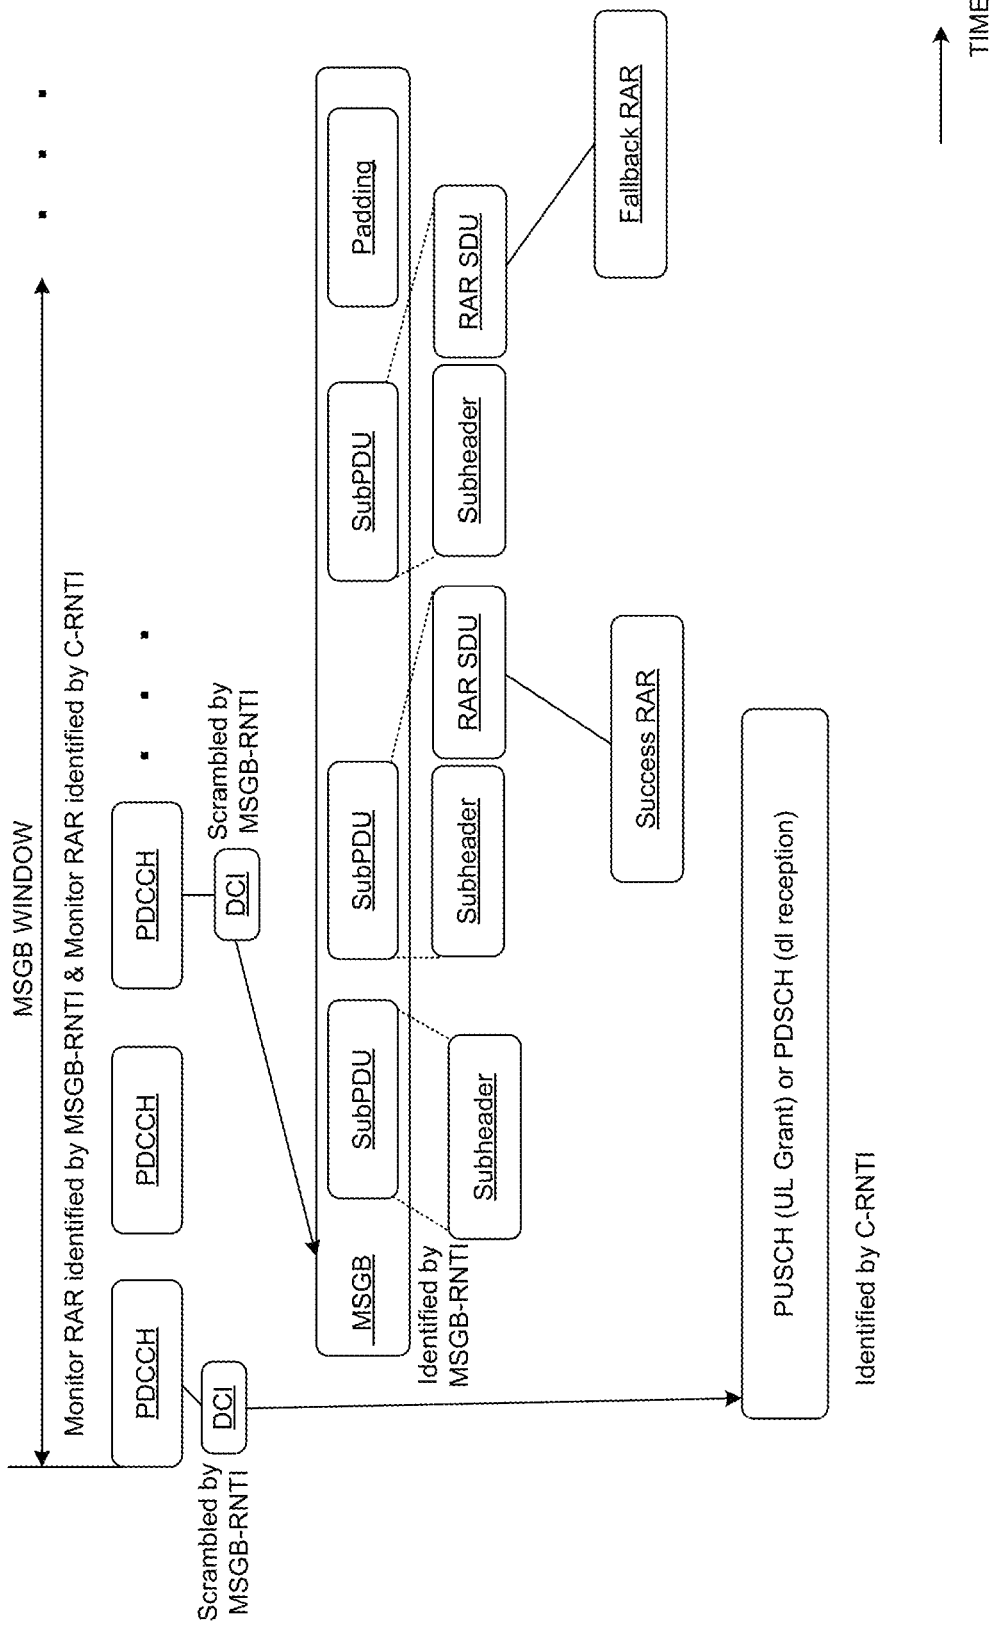 MSGB WINDOW
Monitor RAR identified by MSGB-RNTI & Monitor RAR identified by C-RNTI
PDCCH
PDCCH
PDCCH
Scrambled by
MSGB-RNTI
DCI
DCI
Scrambled by
MSGB-RNTI
MSGB
SubPDU
SubPDU
SubPDU
Padding
Identified by
MSGB-RNTI
Subheader
Subheader
RAR SDU
Subheader
RAR SDU
Success RAR
Fallback RAR
PUSCH (UL Grant) or PDSCH (dl reception)
Identified by C-RNTI
TIME